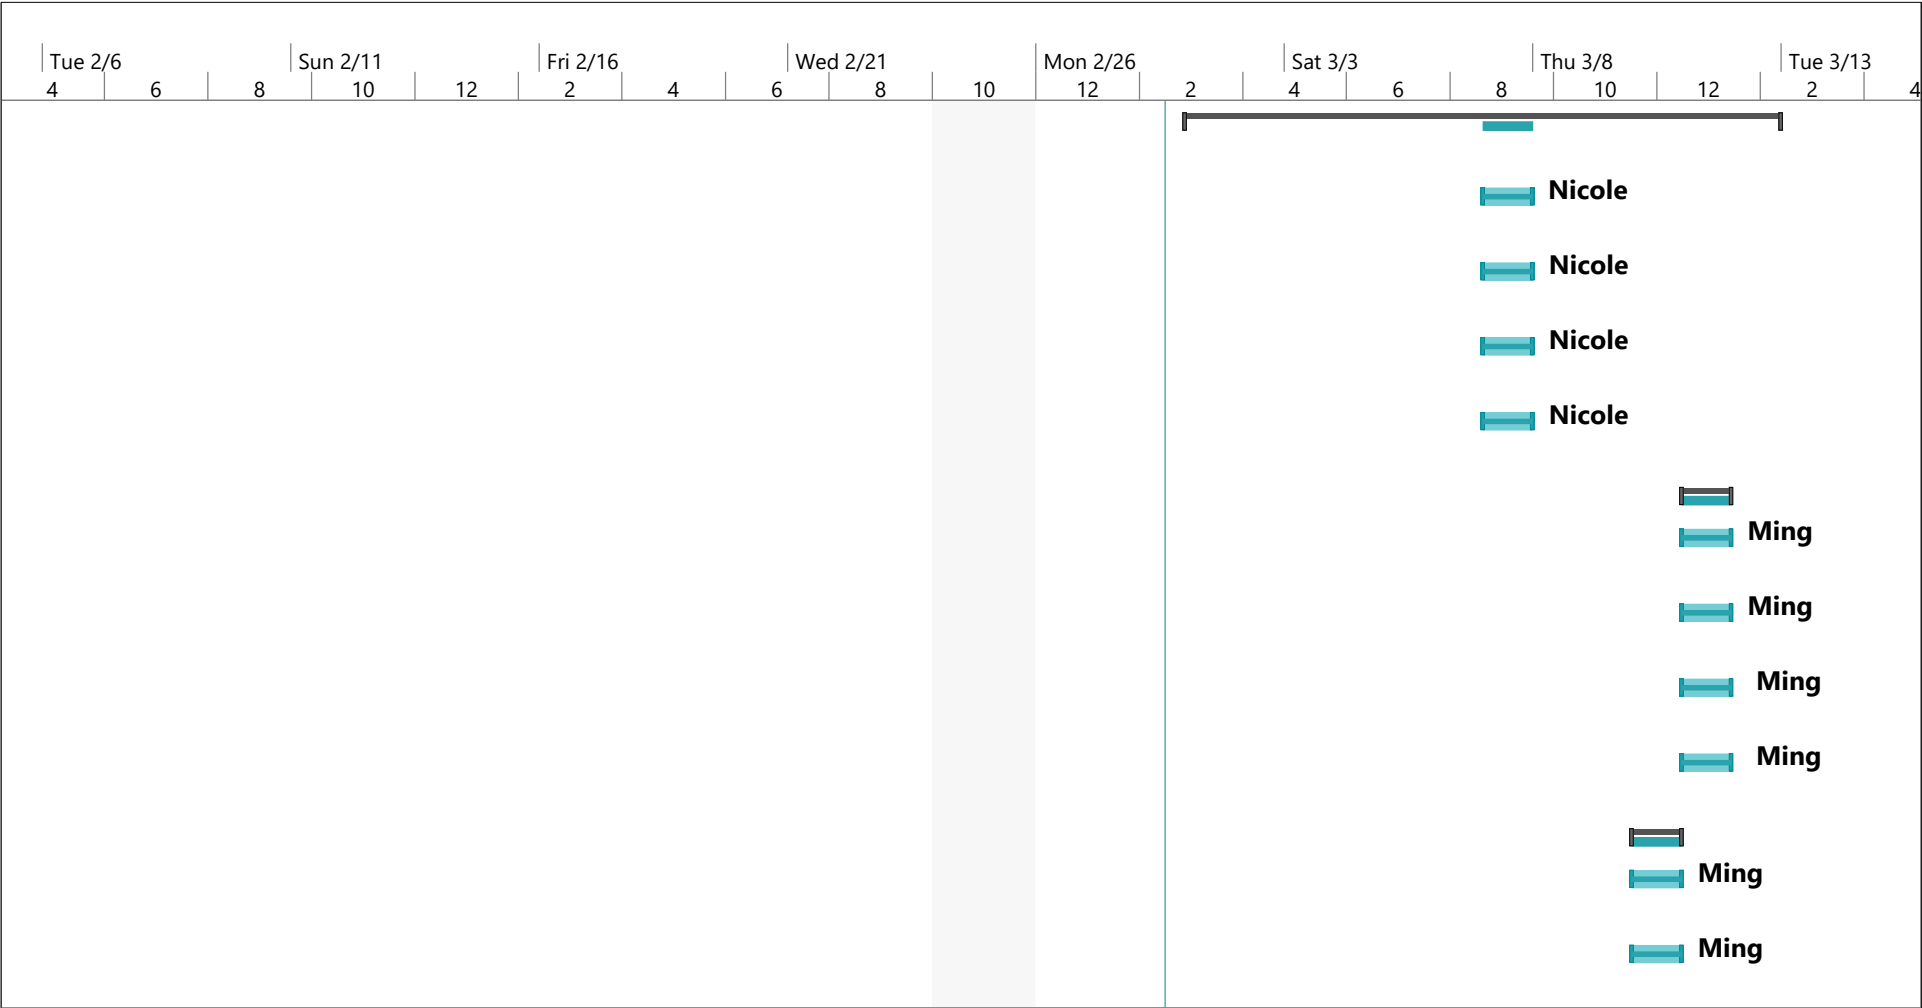 Tue 2/6 Sun 2/11 Fri 2/16 Wed 2/21 Mon 2/26 Sat 3/3 Thu 3/8 Tue 3/13
4 6 8 10 12 2 4 6 8 10 12 2 4 6 8 10 12 2 4
Nicole
Nicole
Nicole
Nicole
Ming
Ming
Ming
Ming
Ming
Ming